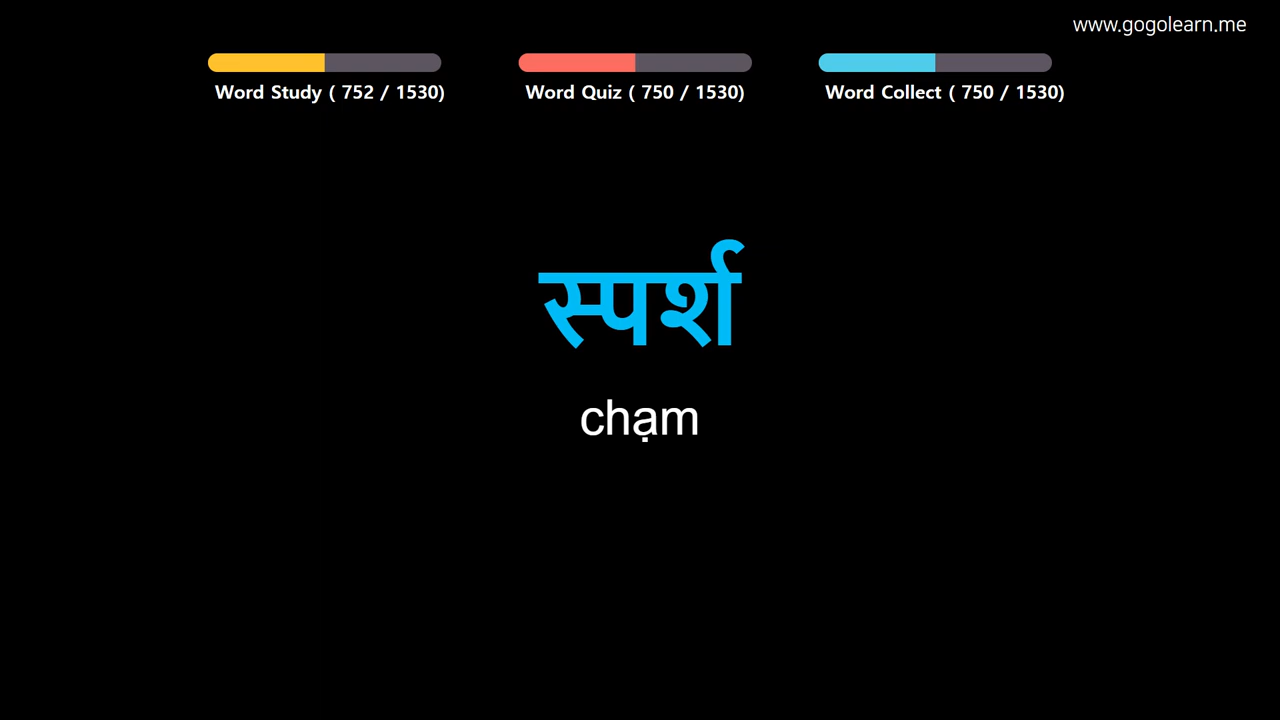 www.gogolearn.me
Word Study ( 752 / 1530)
Word Quiz ( 750 / 1530)
Word Collect ( 750 / 1530)
स्पर्श
chạm